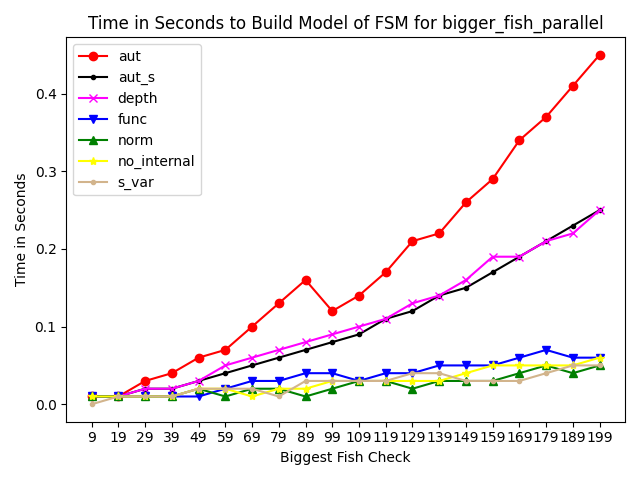 Time in Seconds to Build Model of FSM for bigger_fish_parallel
aut
aut_s
depth
func
norm
no_internal
s_var
Time in Seconds
0.4
0.3
0.2
0.1
0.0
9 19 29 39 49 59 69 79 89 99 109 119 129 139 149 159 169 179 189 199
Biggest Fish Check